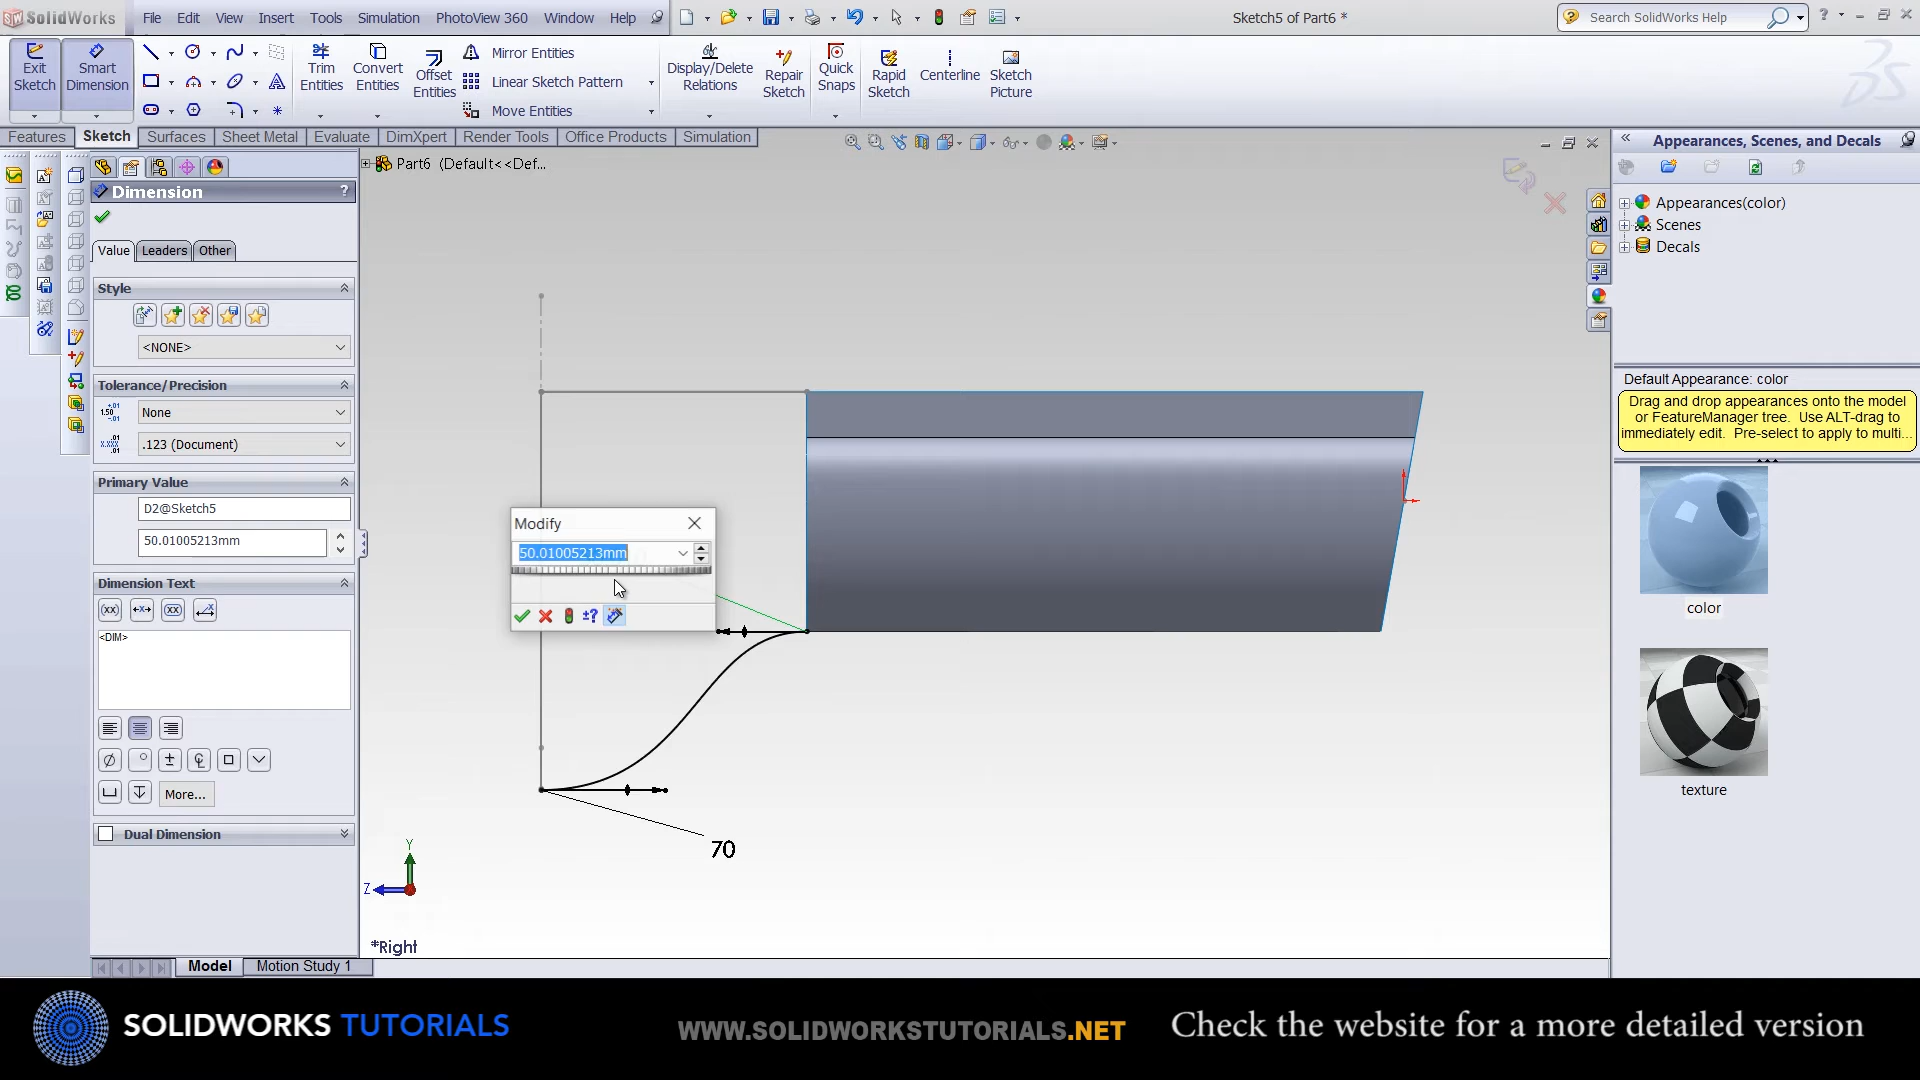 SolidWorks File Edit View Insert Tools Simulation PhotoView 360 Window Help Sketch5 of Part6 * Search SolidWorks Help
Exit Sketch
Smart Dimension
Trim Entities
Convert Entities
Offset Entities
Mirror Entities
Linear Sketch Pattern
Move Entities
Display/Delete Relations
Repair Sketch
Quick Snaps
Rapid Sketch
Centerline
Sketch Picture
Features Sketch Surfaces Sheet Metal Evaluate DimXpert Render Tools Office Products Simulation
Part6 (Default<<Def...
Dimension ?
Value Leaders Other
Style
<NONE>
Tolerance/Precision
None
.123 (Document)
Primary Value
D2@Sketch5
50.01005213mm
Dimension Text
<DIM>
More...
Dual Dimension
Modify
50.01005213mm
70
Y
Z
*Right
Model Motion Study 1
Appearances, Scenes, and Decals
Appearances(color)
Scenes
Decals
Default Appearance: color
Drag and drop appearances onto the model
or FeatureManager tree. Use ALT-drag to
immediately edit. Pre-select to apply to multi...
color
texture
SOLIDWORKS TUTORIALS
WWW.SOLIDWORKSTUTORIALS.NET
Check the website for a more detailed version